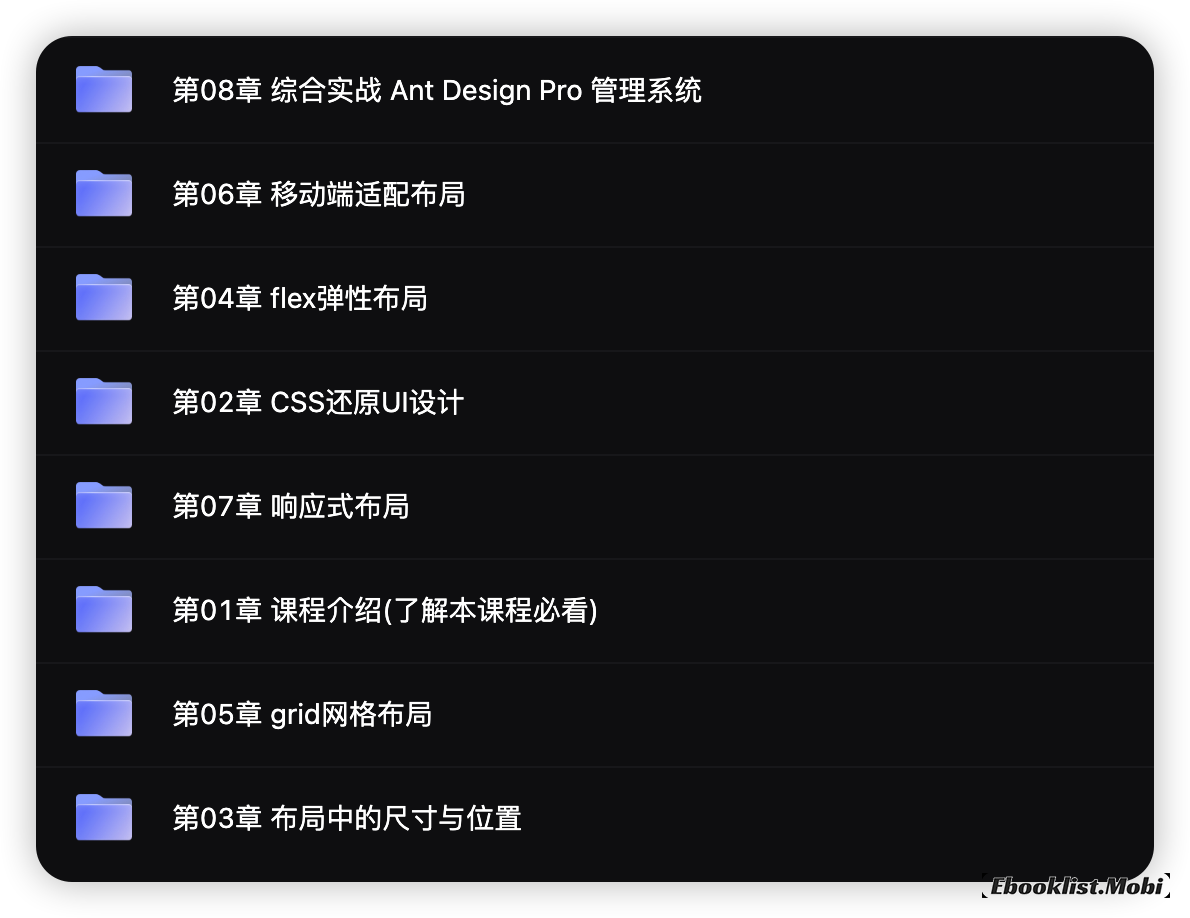 第08章 综合实战 Ant Design Pro 管理系统
第06章 移动端适配布局
第04章 flex弹性布局
第02章 CSS还原UI设计
第07章 响应式布局
第01章 课程介绍(了解本课程必看)
第05章 grid网格布局
第03章 布局中的尺寸与位置
【Ebooklist.Mobi】